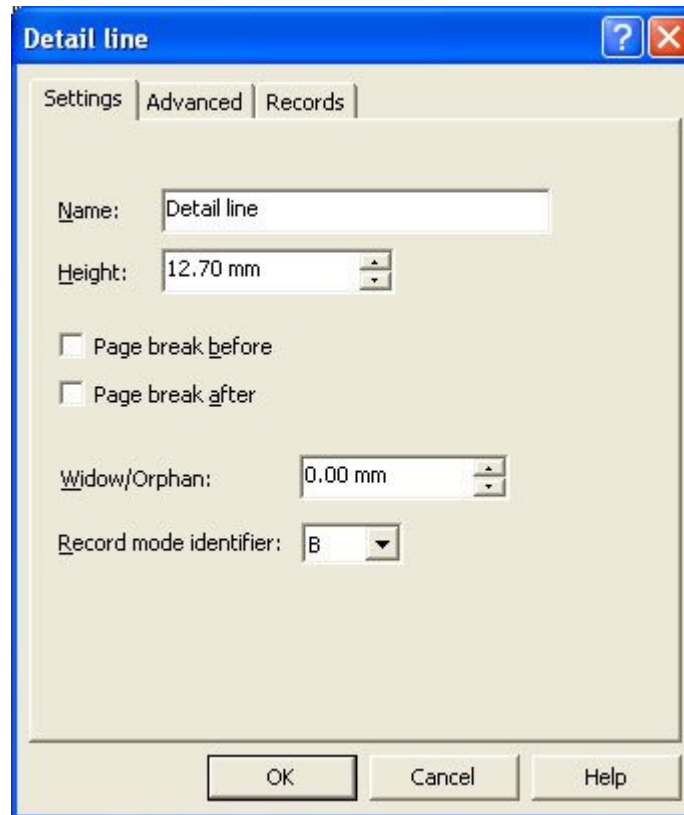 Detail line
Settings Advanced Records
Name: Detail line
Height: 12.70 mm
Page break before
Page break after
Widow/Orphan: 0.00 mm
Record mode identifier: B
OK Cancel Help